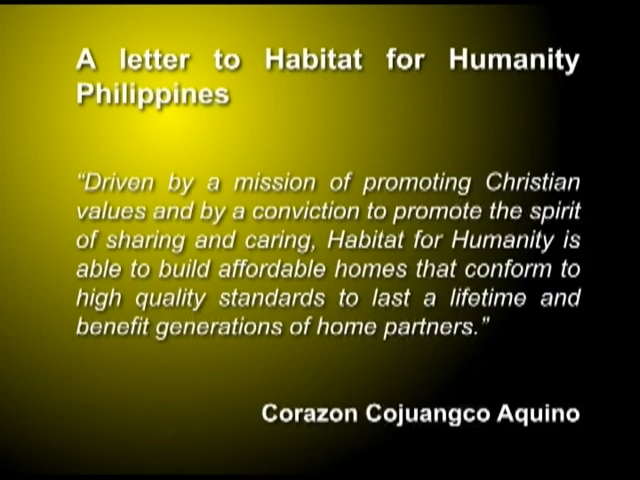 A letter to Habitat for Humanity
Philippines
“Driven by a mission of promoting Christian
values and by a conviction to promote the spirit
of sharing and caring, Habitat for Humanity is
able to build affordable homes that conform to
high quality standards to last a lifetime and
benefit generations of home partners.”
Corazon Cojuangco Aquino